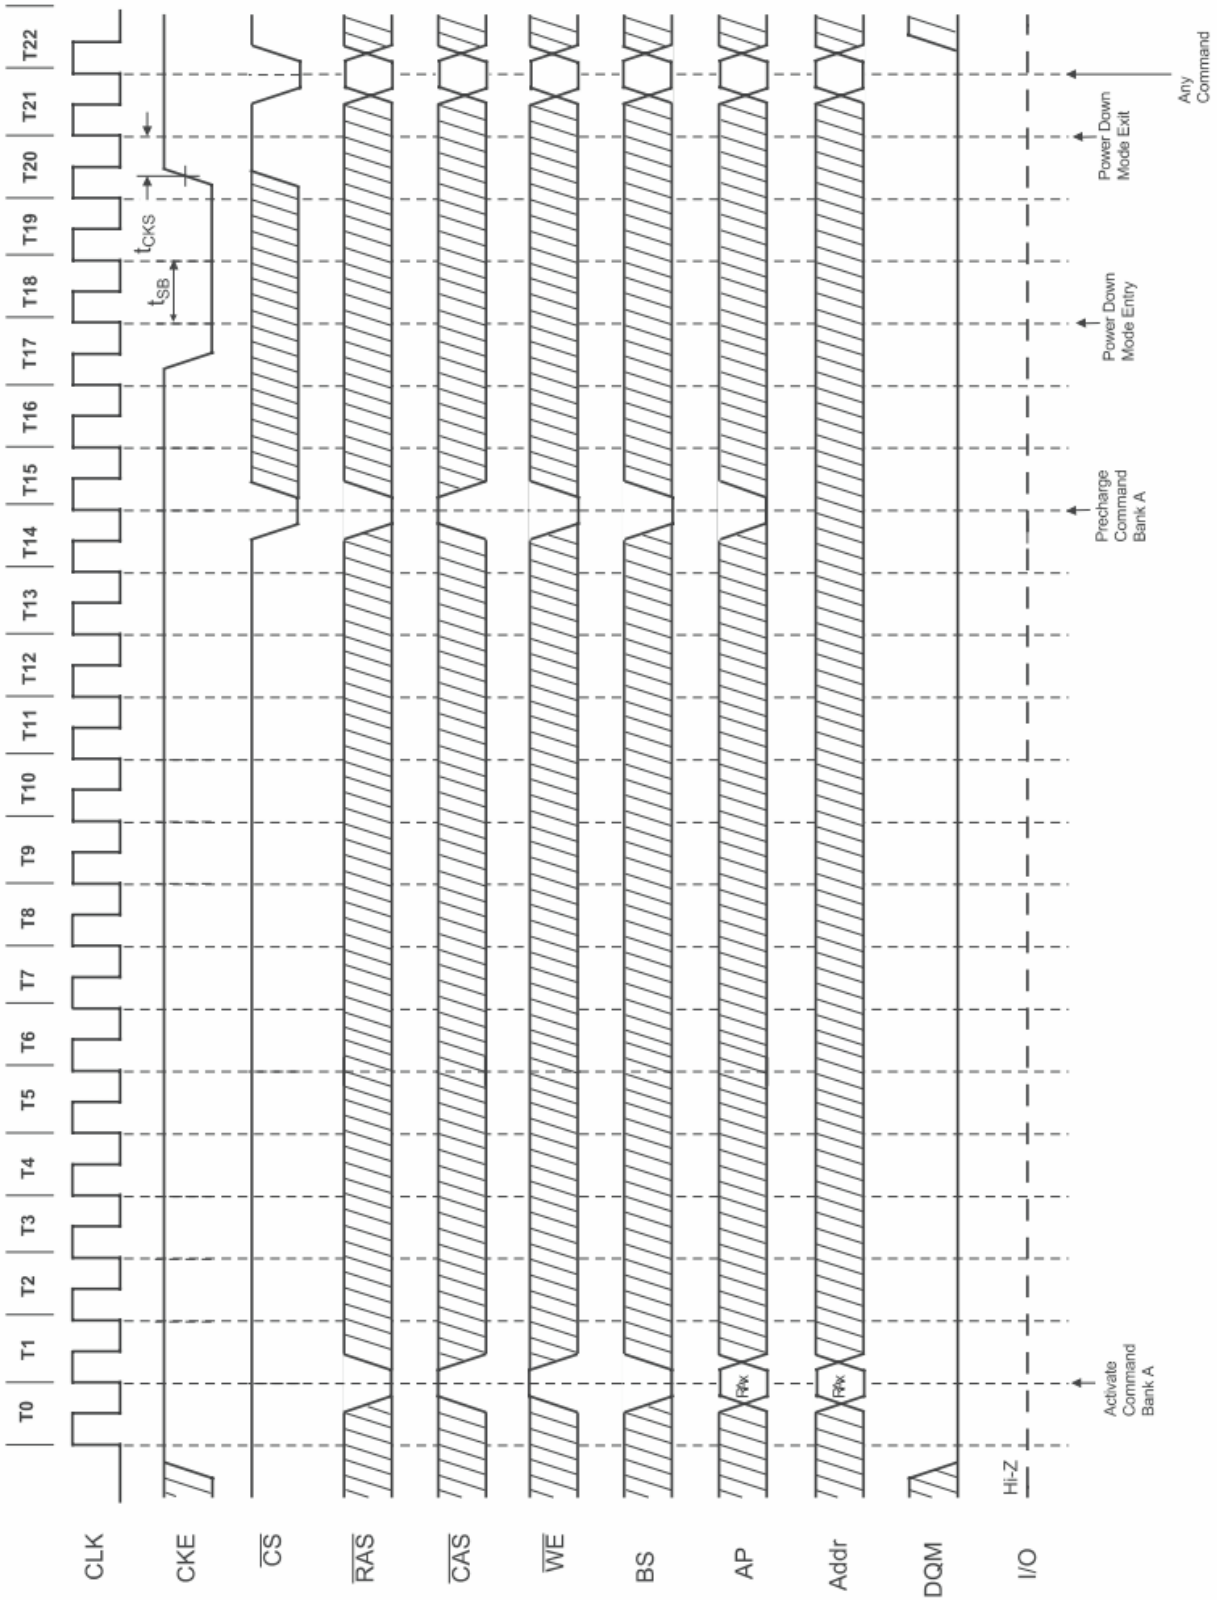 T0 T1 T2 T3 T4 T5 T6 T7 T8 T9 T10 T11 T12 T13 T14 T15 T16 T17 T18 T19 T20 T21 T22
CLK
CKE
tCKS
tSB
CS
RAS
CAS
WE
BS
AP
RAx
Addr
RAx
DQM
I/O
Hi-Z
Activate
Command
Bank A
Precharge
Command
Bank A
Power Down
Mode Entry
Power Down
Mode Exit
Any
Command